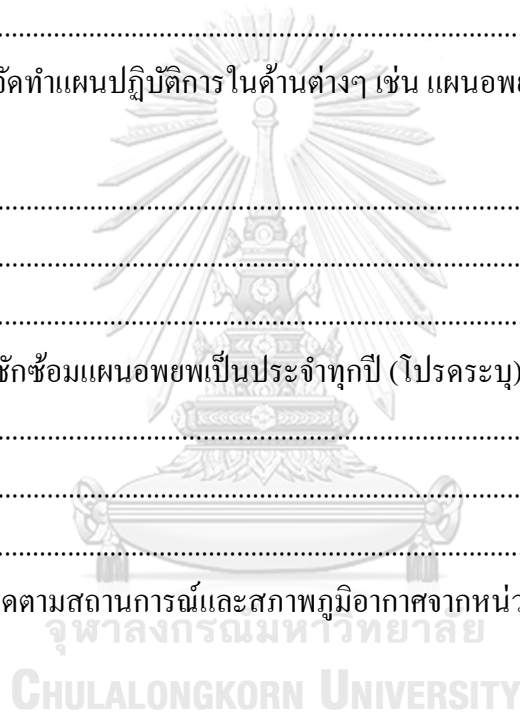 ........................................................................
จัดทำแผนปฏิบัติการในด้านต่างๆ เช่น แผนอพย
........................................................................
........................................................................
........................................................................
ซักซ้อมแผนอพยพเป็นประจำทุกปี (โปรดระบุ)
........................................................................
........................................................................
........................................................................
ดตามสถานการณ์และสภาพภูมิอากาศจากหน่ว
จุฬาลงกรณ์มหาวิทยาลัย
CHULALONGKORN UNIVERSITY